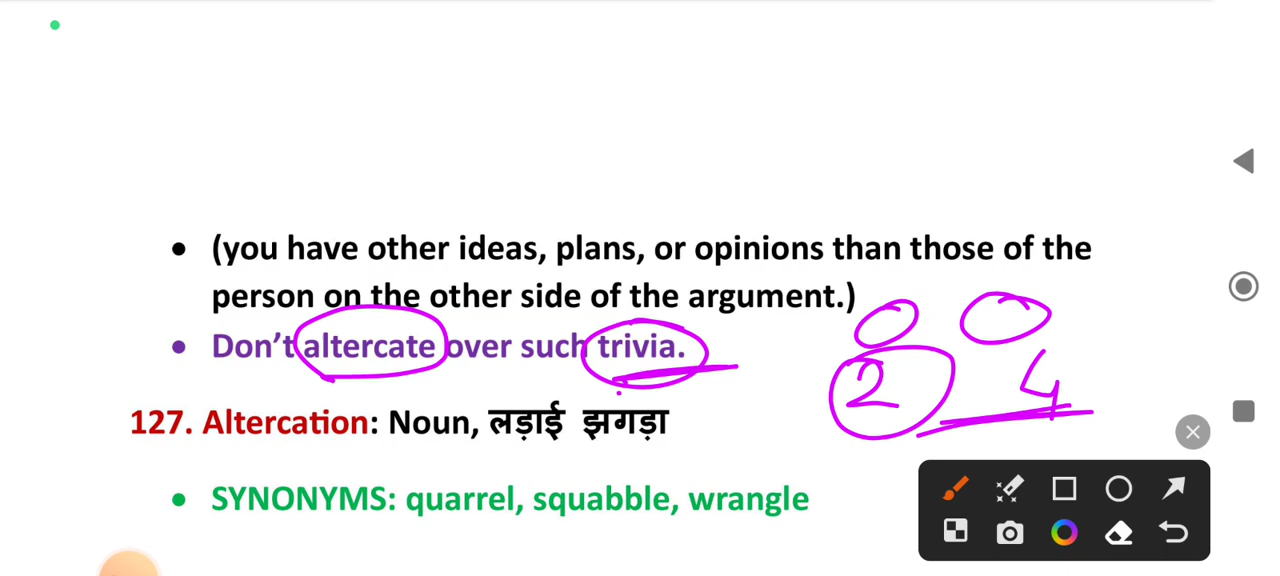 • (you have other ideas, plans, or opinions than those of the
person on the other side of the argument.)
• Don't altercate over such trivia.
2 4
127. Altercation: Noun, लड़ाई झगड़ा
• SYNONYMS: quarrel, squabble, wrangle